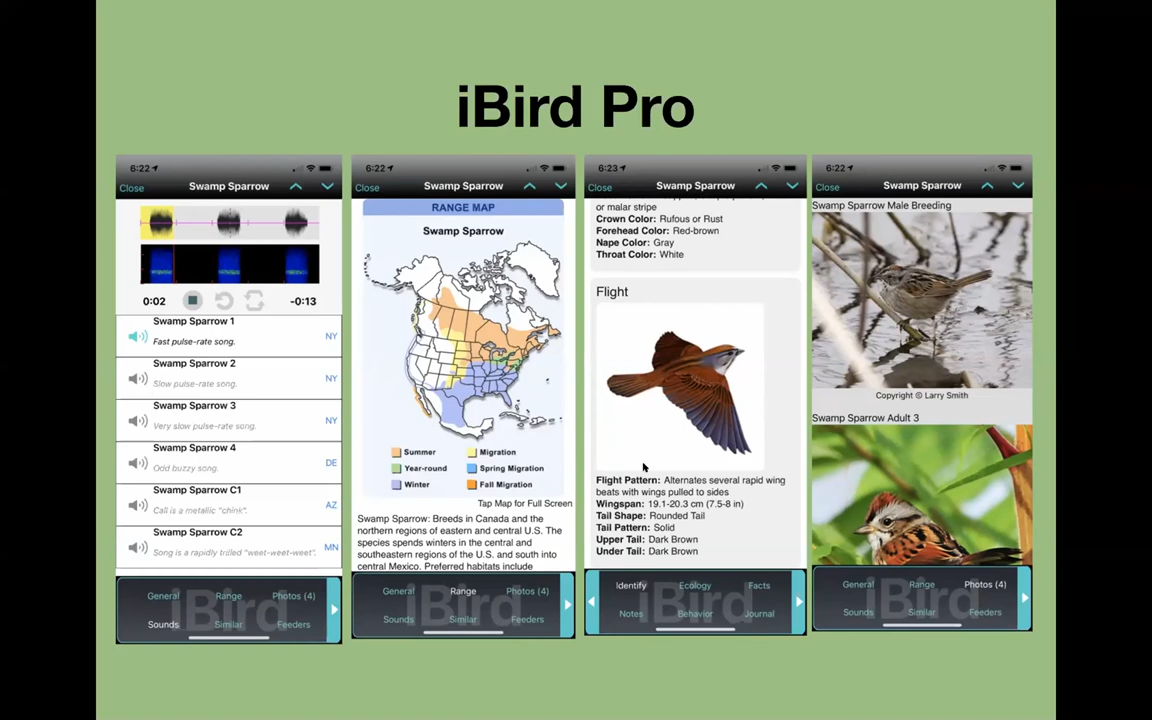 iBird Pro
6:22
Close
Swamp Sparrow
0:02
-0:13
Swamp Sparrow 1
Fast pulse-rate song.
NY
Swamp Sparrow 2
Slow pulse-rate song.
NY
Swamp Sparrow 3
Very slow pulse-rate song.
NY
Swamp Sparrow 4
Odd buzzy song.
DE
Swamp Sparrow C1
Call is a metallic "chink".
AZ
Swamp Sparrow C2
Song is a rapidly trilled "weet-weet-weet".
MN
iBird
General
Range
Photos (4)
Sounds
Similar
Feeders
6:22
Close
Swamp Sparrow
RANGE MAP
Swamp Sparrow
Summer
Migration
Year-round
Spring Migration
Winter
Fall Migration
Tap Map for Full Screen
Swamp Sparrow: Breeds in Canada and the
northern regions of eastern and central U.S. The
species spends winters in the central and
southeastern regions of the U.S. and south into
central Mexico. Preferred habitats include
iBird
General
Range
Photos (4)
Sounds
Similar
Feeders
6:23
Close
Swamp Sparrow
or malar stripe
Crown Color: Rufous or Rust
Forehead Color: Red-brown
Nape Color: Gray
Throat Color: White
Flight
Flight Pattern: Alternates several rapid wing
beats with wings pulled to sides
Wingspan: 19.1-20.3 cm (7.5-8 in)
Tail Shape: Rounded Tail
Tail Pattern: Solid
Upper Tail: Dark Brown
Under Tail: Dark Brown
iBird
Identify
Ecology
Facts
Notes
Behavior
Journal
6:22
Close
Swamp Sparrow
Swamp Sparrow Male Breeding
Copyright © Larry Smith
Swamp Sparrow Adult 3
iBird
General
Range
Photos (4)
Sounds
Similar
Feeders